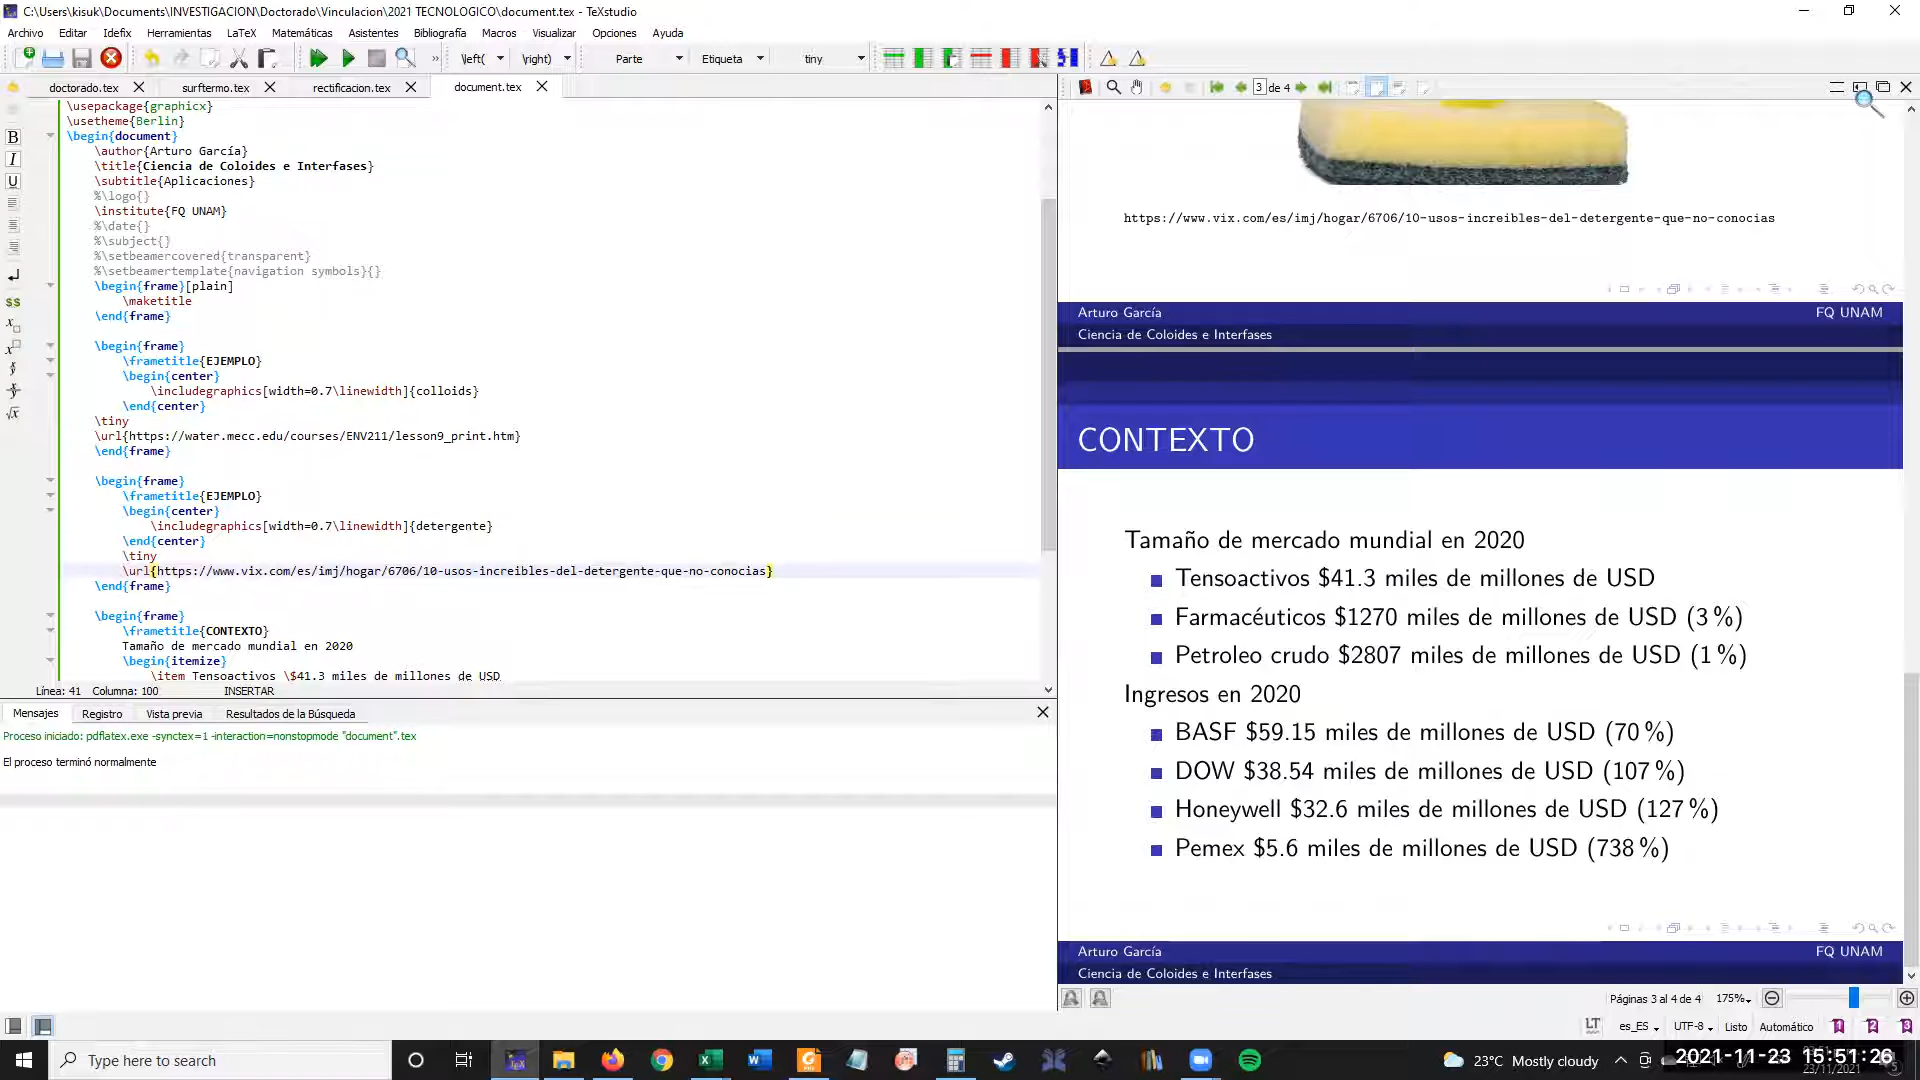 C:\Users\kisuk\Documents\INVESTIGACION\Doctorado\Vinculacion\2021 TECNOLOGICO\document.tex - TeXstudio
Archivo Editar Idefix Herramientas LaTeX Matemáticas Asistentes Bibliografía Macros Visualizar Opciones Ayuda
\left( \right) Parte Etiqueta tiny
doctorado.tex surftermo.tex rectificacion.tex document.tex
3 de 4
\usepackage{graphicx}
\usetheme{Berlin}
\begin{document}
\author{Arturo García}
\title{Ciencia de Coloides e Interfases}
\subtitle{Aplicaciones}
%\logo{}
\institute{FQ UNAM}
%\date{}
%\subject{}
%\setbeamercovered{transparent}
%\setbeamertemplate{navigation symbols}{}
\begin{frame}[plain]
\maketitle
\end{frame}
\begin{frame}
\frametitle{EJEMPLO}
\begin{center}
\includegraphics[width=0.7\linewidth]{colloids}
\end{center}
\tiny
\url{https://water.mecc.edu/courses/ENV211/lesson9_print.htm}
\end{frame}
\begin{frame}
\frametitle{EJEMPLO}
\begin{center}
\includegraphics[width=0.7\linewidth]{detergente}
\end{center}
\tiny
\url{https://www.vix.com/es/imj/hogar/6706/10-usos-increibles-del-detergente-que-no-conocias}
\end{frame}
\begin{frame}
\frametitle{CONTEXTO}
Tamaño de mercado mundial en 2020
\begin{itemize}
\item Tensoactivos \$41.3 miles de millones de USD
Línea: 41 Columna: 100 INSERTAR
Mensajes Registro Vista previa Resultados de la Búsqueda
Proceso iniciado: pdflatex.exe -synctex=1 -interaction=nonstopmode "document".tex
El proceso terminó normalmente
https://www.vix.com/es/imj/hogar/6706/10-usos-increibles-del-detergente-que-no-conocias
Arturo García FQ UNAM
Ciencia de Coloides e Interfases
CONTEXTO
Tamaño de mercado mundial en 2020
Tensoactivos $41.3 miles de millones de USD
Farmacéuticos $1270 miles de millones de USD (3 %)
Petroleo crudo $2807 miles de millones de USD (1 %)
Ingresos en 2020
BASF $59.15 miles de millones de USD (70 %)
DOW $38.54 miles de millones de USD (107 %)
Honeywell $32.6 miles de millones de USD (127 %)
Pemex $5.6 miles de millones de USD (738 %)
Arturo García FQ UNAM
Ciencia de Coloides e Interfases
Páginas 3 al 4 de 4 175%
LT es_ES UTF-8 Listo Automático 1 2 3
Type here to search
23°C Mostly cloudy
2021-11-23 15:51:26
23/11/2021